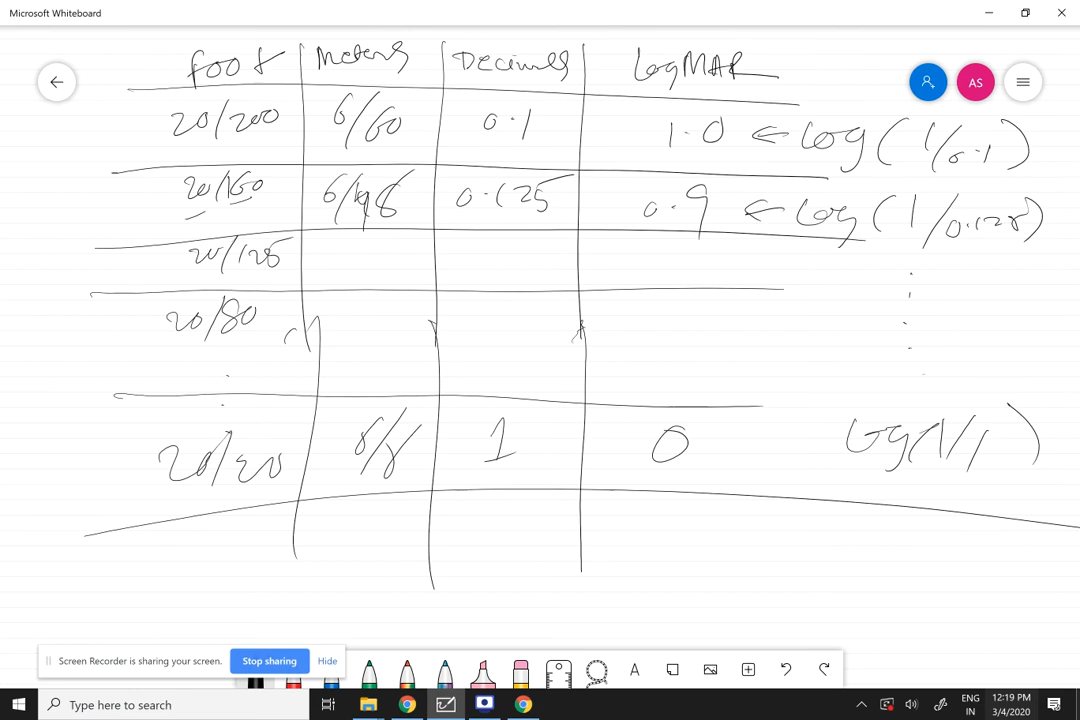 Microsoft Whiteboard
foot Meters Decimels LogMAR
20/200 6/60 0.1 1.0 ← log (1/0.1)
20/160 6/48 0.125 0.9 ← log (1/0.125)
20/125
20/80
20/20 6/6 1 0 log(1/1)
AS
Screen Recorder is sharing your screen. Stop sharing Hide
A
Type here to search
ENG 12:19 PM
IN 3/4/2020